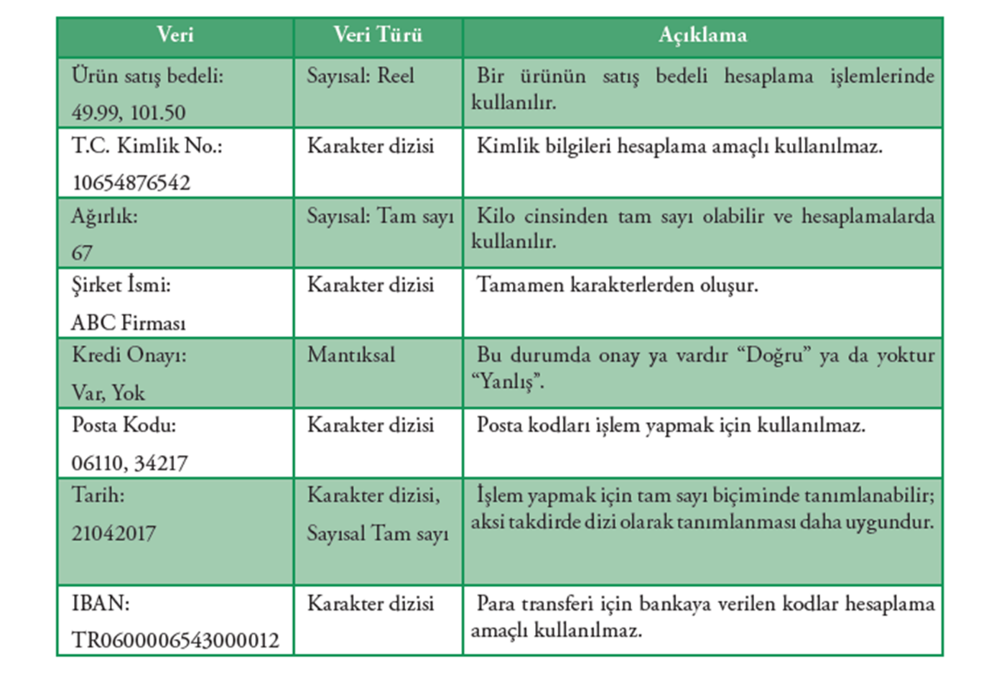 Veri
Veri Türü
Açıklama
Ürün satış bedeli:
49.99, 101.50
Sayısal: Reel
Bir ürünün satış bedeli hesaplama işlemlerinde
kullanılır.
T.C. Kimlik No.:
10654876542
Karakter dizisi
Kimlik bilgileri hesaplama amaçlı kullanılmaz.
Ağırlık:
67
Sayısal: Tam sayı
Kilo cinsinden tam sayı olabilir ve hesaplamalarda
kullanılır.
Şirket İsmi:
ABC Firması
Karakter dizisi
Tamamen karakterlerden oluşur.
Kredi Onayı:
Var, Yok
Mantıksal
Bu durumda onay ya vardır “Doğru” ya da yoktur
“Yanlış”.
Posta Kodu:
06110, 34217
Karakter dizisi
Posta kodları işlem yapmak için kullanılmaz.
Tarih:
21042017
Karakter dizisi,
Sayısal Tam sayı
İşlem yapmak için tam sayı biçiminde tanımlanabilir;
aksi takdirde dizi olarak tanımlanması daha uygundur.
IBAN:
TR0600006543000012
Karakter dizisi
Para transferi için bankaya verilen kodlar hesaplama
amaçlı kullanılmaz.